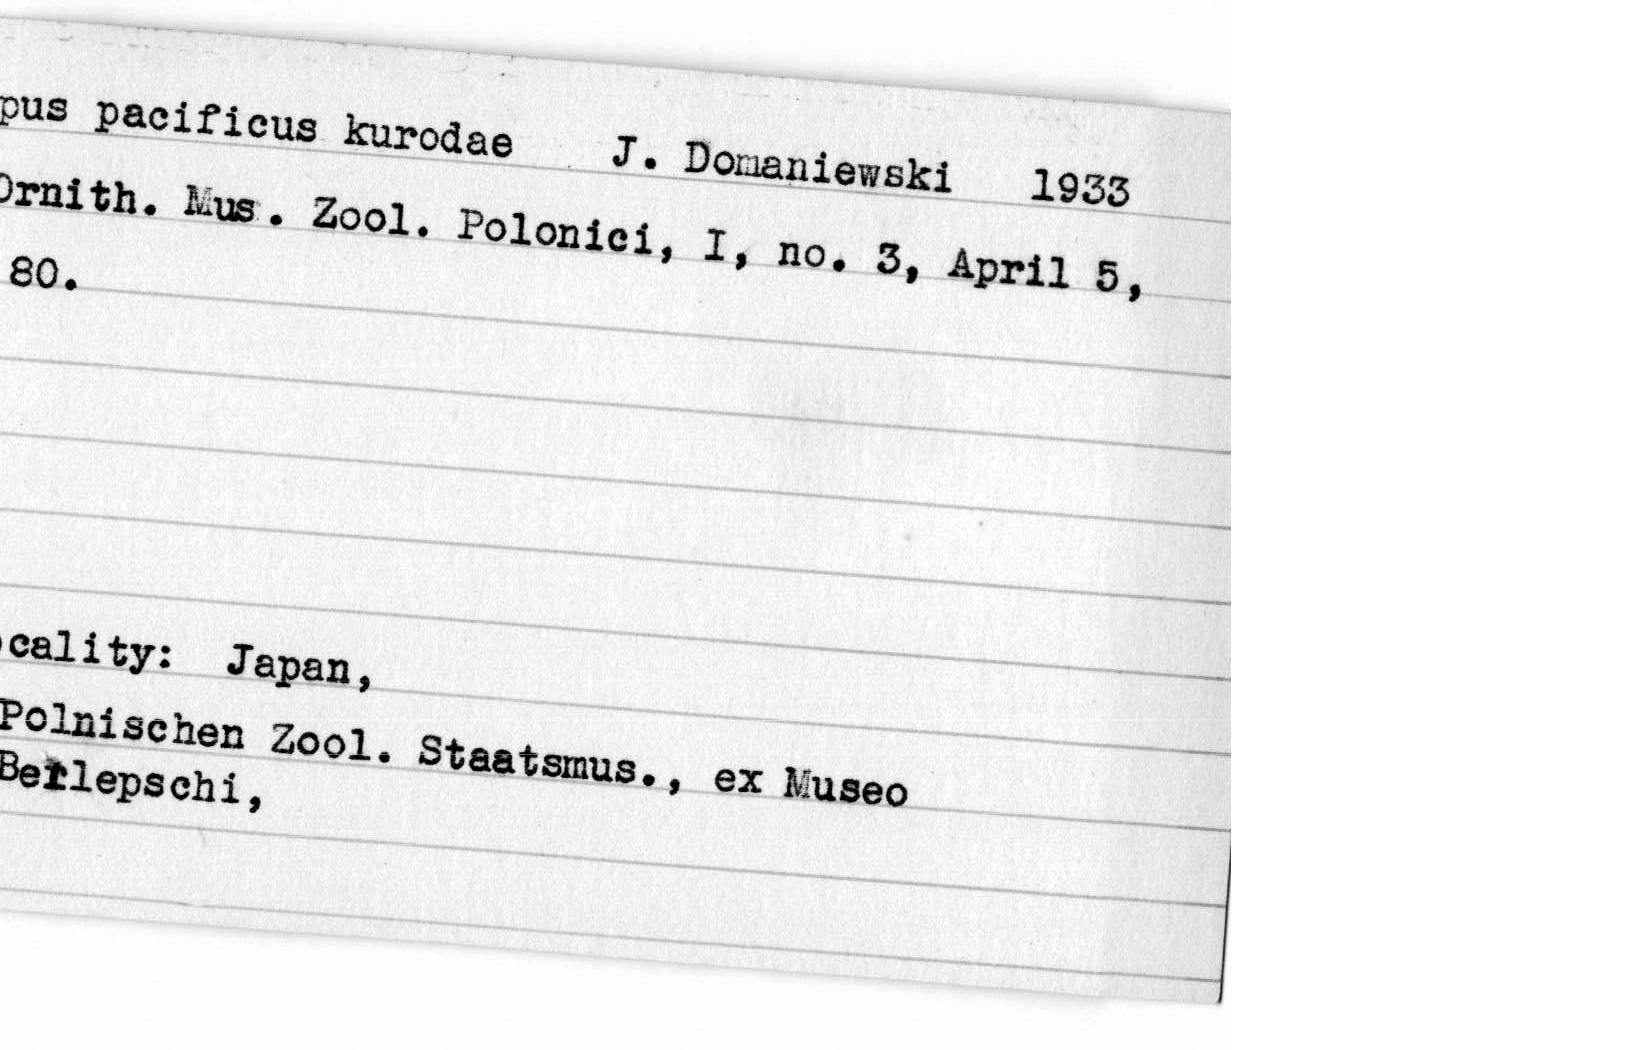 pus pacificus kurodae J. Domaniewski 1933
Ornith. Mus. Zool. Polonici, I, no. 3, April 5,
80.
ocality: Japan,
Polnischen Zool. Staatsmus., ex Museo
Berlepschi,